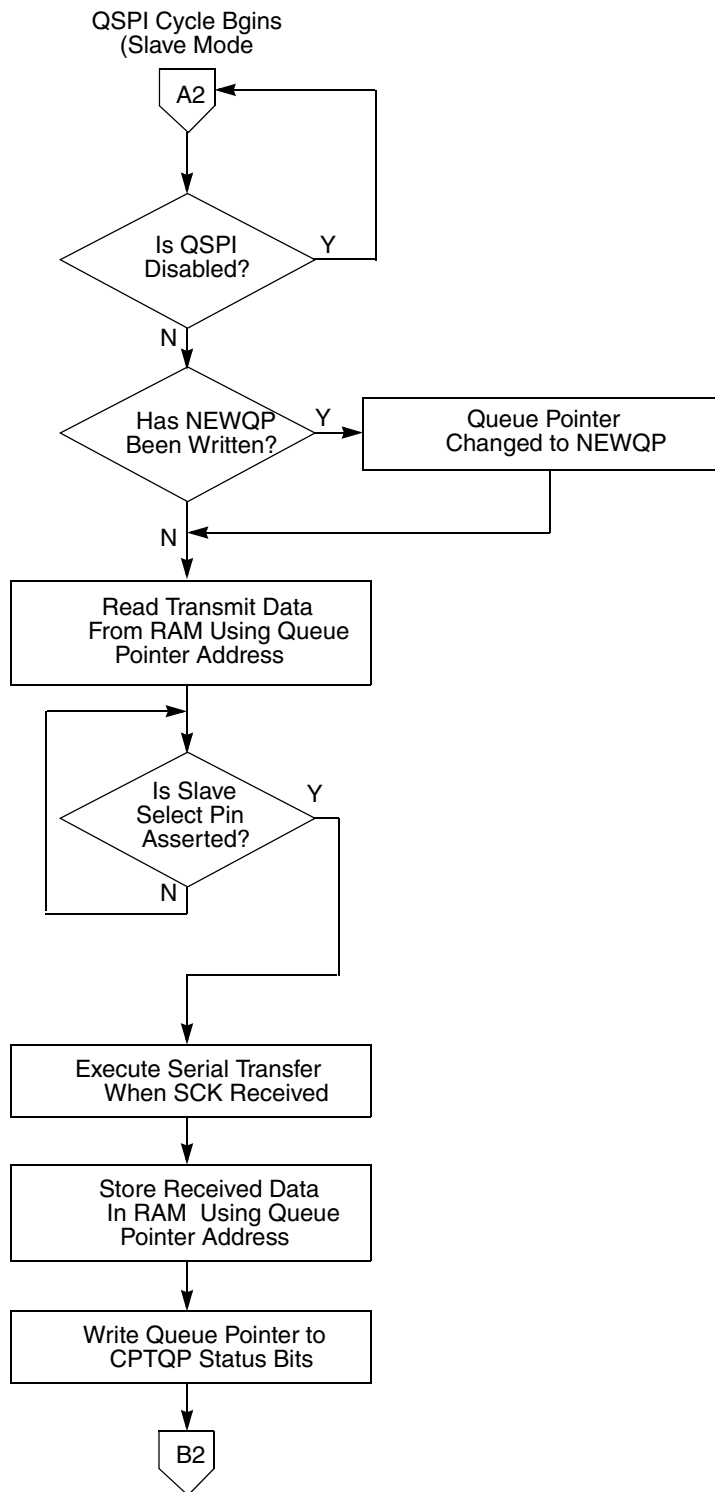 QSPI Cycle Bgins
(Slave Mode
A2
Is QSPI
Disabled?
Y
N
Has NEWQP
Been Written?
Y
Queue Pointer
Changed to NEWQP
N
Read Transmit Data
From RAM Using Queue
Pointer Address
Is Slave
Select Pin
Asserted?
Y
N
Execute Serial Transfer
When SCK Received
Store Received Data
In RAM Using Queue
Pointer Address
Write Queue Pointer to
CPTQP Status Bits
B2